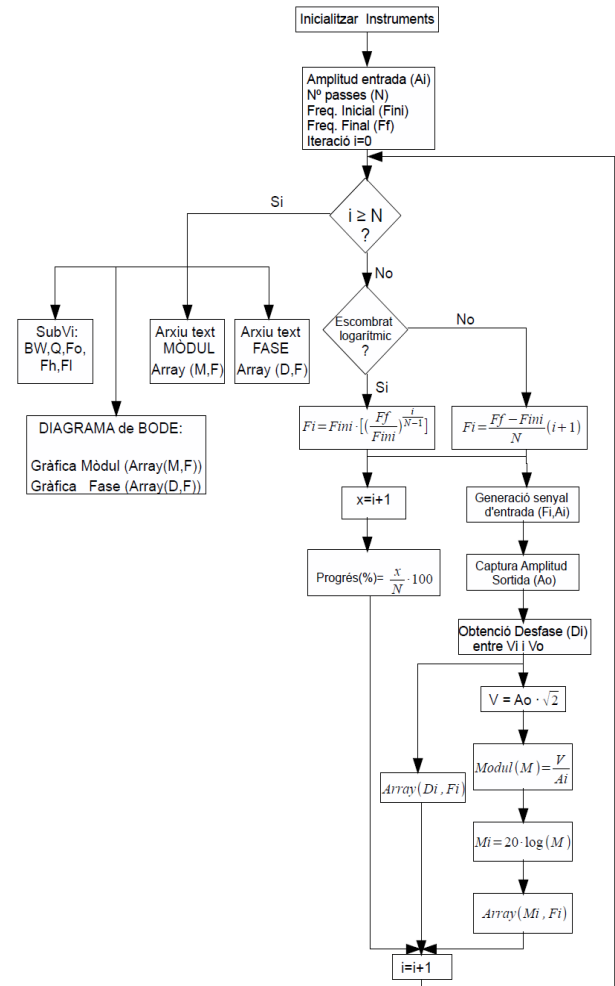 Inicialitzar Instruments
Amplitud entrada (Ai)
Nº passes (N)
Freq. Inicial (Fini)
Freq. Final (Ff)
Iteració i=0
i ≥ N
?
Si
No
SubVi:
BW,Q,Fo,
Fh,Fl
Arxiu text
MÒDUL
Array (M,F)
Arxiu text
FASE
Array (D,F)
DIAGRAMA de BODE:
Gràfica Mòdul (Array(M,F))
Gràfica Fase (Array(D,F))
Escombrat
logarítmic
?
No
Si
Fi=Fini·[(Ff/Fini)^(i/(N-1))]
Fi=(Ff-Fini)/N(i+1)
x=i+1
Progrés(%)= x/N·100
Generació senyal
d'entrada (Fi,Ai)
Captura Amplitud
Sortida (Ao)
Obtenció Desfase (Di)
entre Vi i Vo
V = Ao · √2
Array(Di,Fi)
Modul(M)=V/Ai
Mi=20·log(M)
Array(Mi,Fi)
i=i+1